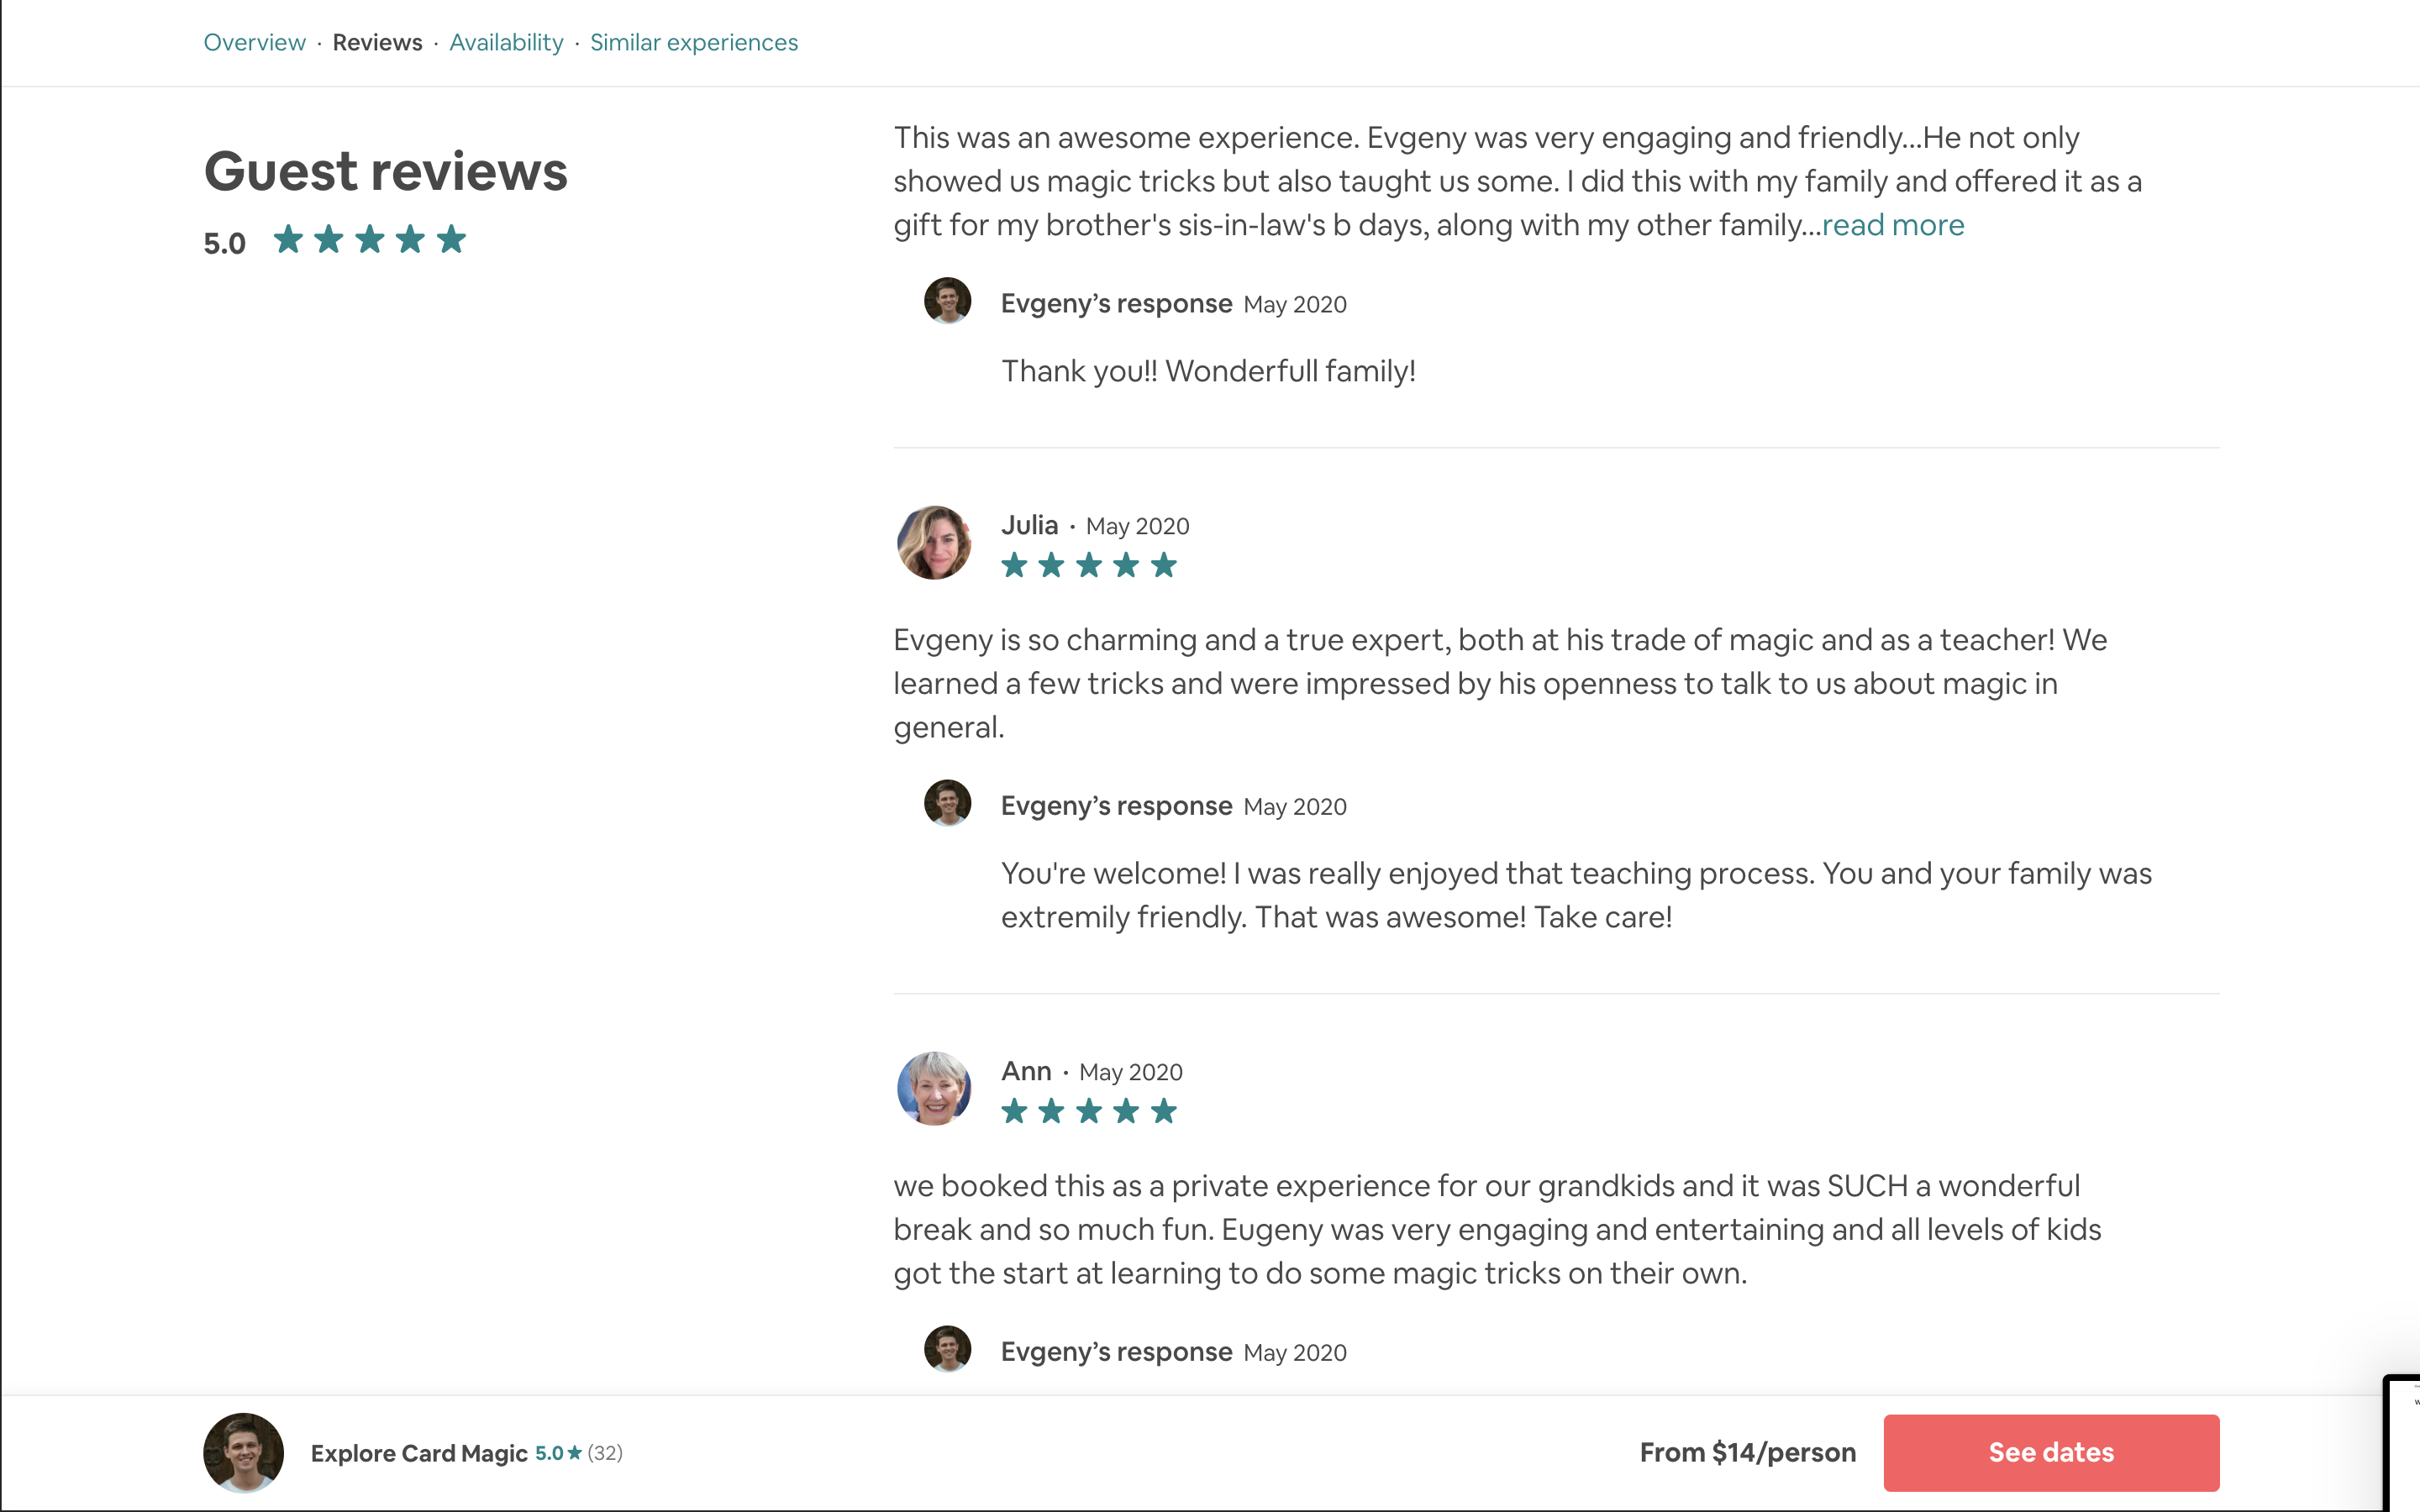 Overview · Reviews · Availability · Similar experiences
Guest reviews
5.0
This was an awesome experience. Evgeny was very engaging and friendly...He not only
showed us magic tricks but also taught us some. I did this with my family and offered it as a
gift for my brother's sis-in-law's b days, along with my other family...read more
Evgeny’s response May 2020
Thank you!! Wonderfull family!
Julia · May 2020
Evgeny is so charming and a true expert, both at his trade of magic and as a teacher! We
learned a few tricks and were impressed by his openness to talk to us about magic in
general.
Evgeny’s response May 2020
You're welcome! I was really enjoyed that teaching process. You and your family was
extremily friendly. That was awesome! Take care!
Ann · May 2020
we booked this as a private experience for our grandkids and it was SUCH a wonderful
break and so much fun. Eugeny was very engaging and entertaining and all levels of kids
got the start at learning to do some magic tricks on their own.
Evgeny’s response May 2020
Explore Card Magic 5.0 ★ (32)
From $14/person
See dates